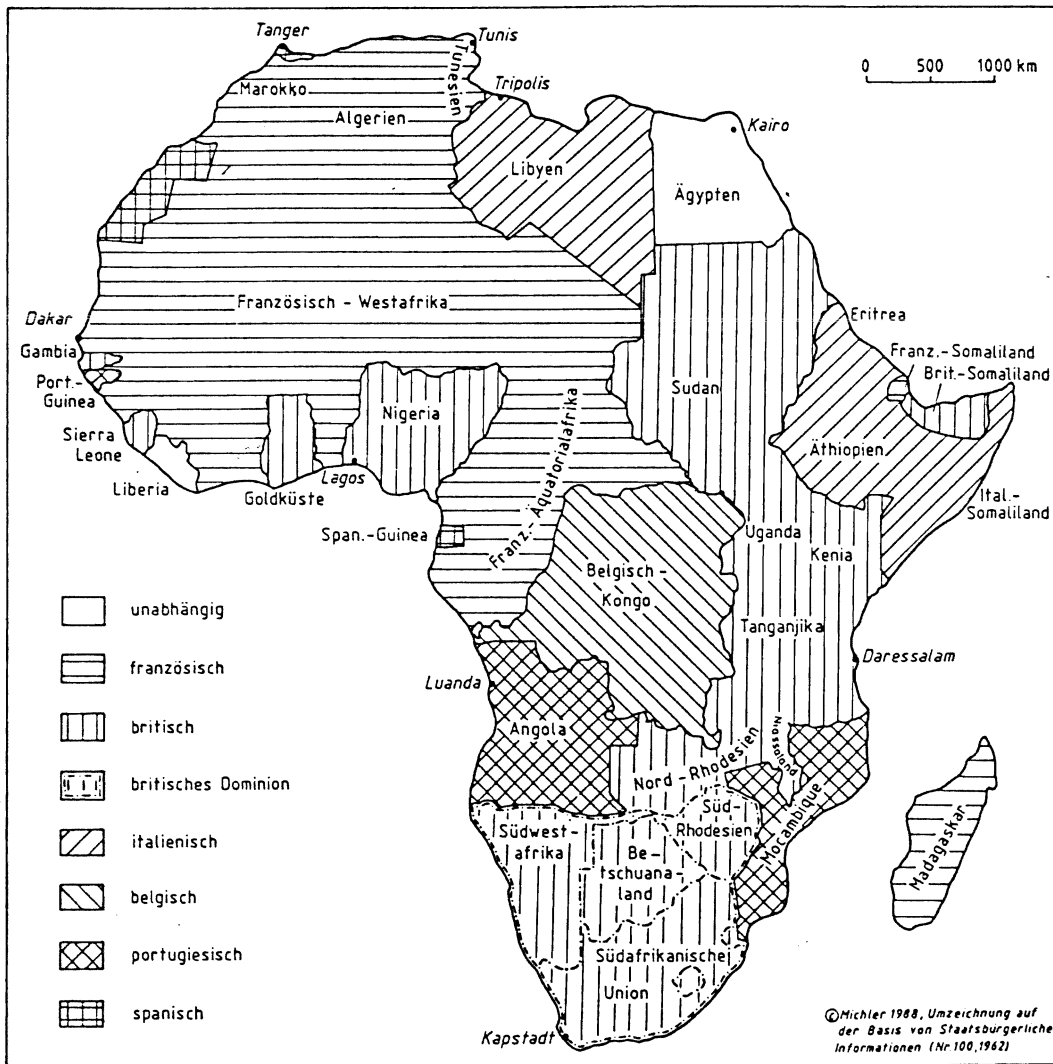 Tanger
Tunis
Tunesien
0 500 1000 km
Marokko
Tripolis
Algerien
Kairo
Libyen
Ägypten
Französisch - Westafrika
Dakar
Eritrea
Gambia
Franz.-Somaliland
Port.-
Guinea
Brit.-Somaliland
Sudan
Nigeria
Sierra
Leone
Äthiopien
Liberia
Lagos
Goldküste
Franz.-Äquatorialafrika
Ital.-
Somaliland
Span.-Guinea
Uganda
Kenia
Belgisch-
Kongo
Tanganjika
Daressalam
Luanda
Angola
Njassaland
Nord-Rhodesien
Süd-
Rhodesien
Mocambique
Südwest-
afrika
Be-
tschuana-
land
Madagaskar
Südafrikanische
Union
Kapstadt
unabhängig
französisch
britisch
britisches Dominion
italienisch
belgisch
portugiesisch
spanisch
©Michler 1988, Umzeichnung auf
der Basis von Staatsbürgerliche
Informationen (Nr.100,1962)